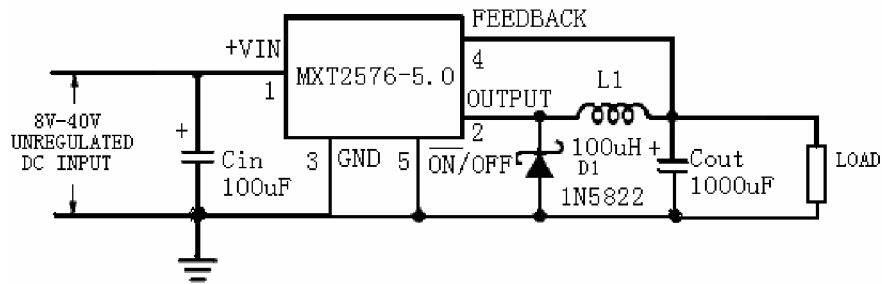 FEEDBACK
+VIN
4
MXT2576-5.0
1
OUTPUT
L1
2
8V-40V
UNREGULATED
DC INPUT
+
Cin
100uF
3
GND
5
ON/OFF
100uH
+
D1
1N5822
Cout
1000uF
LOAD